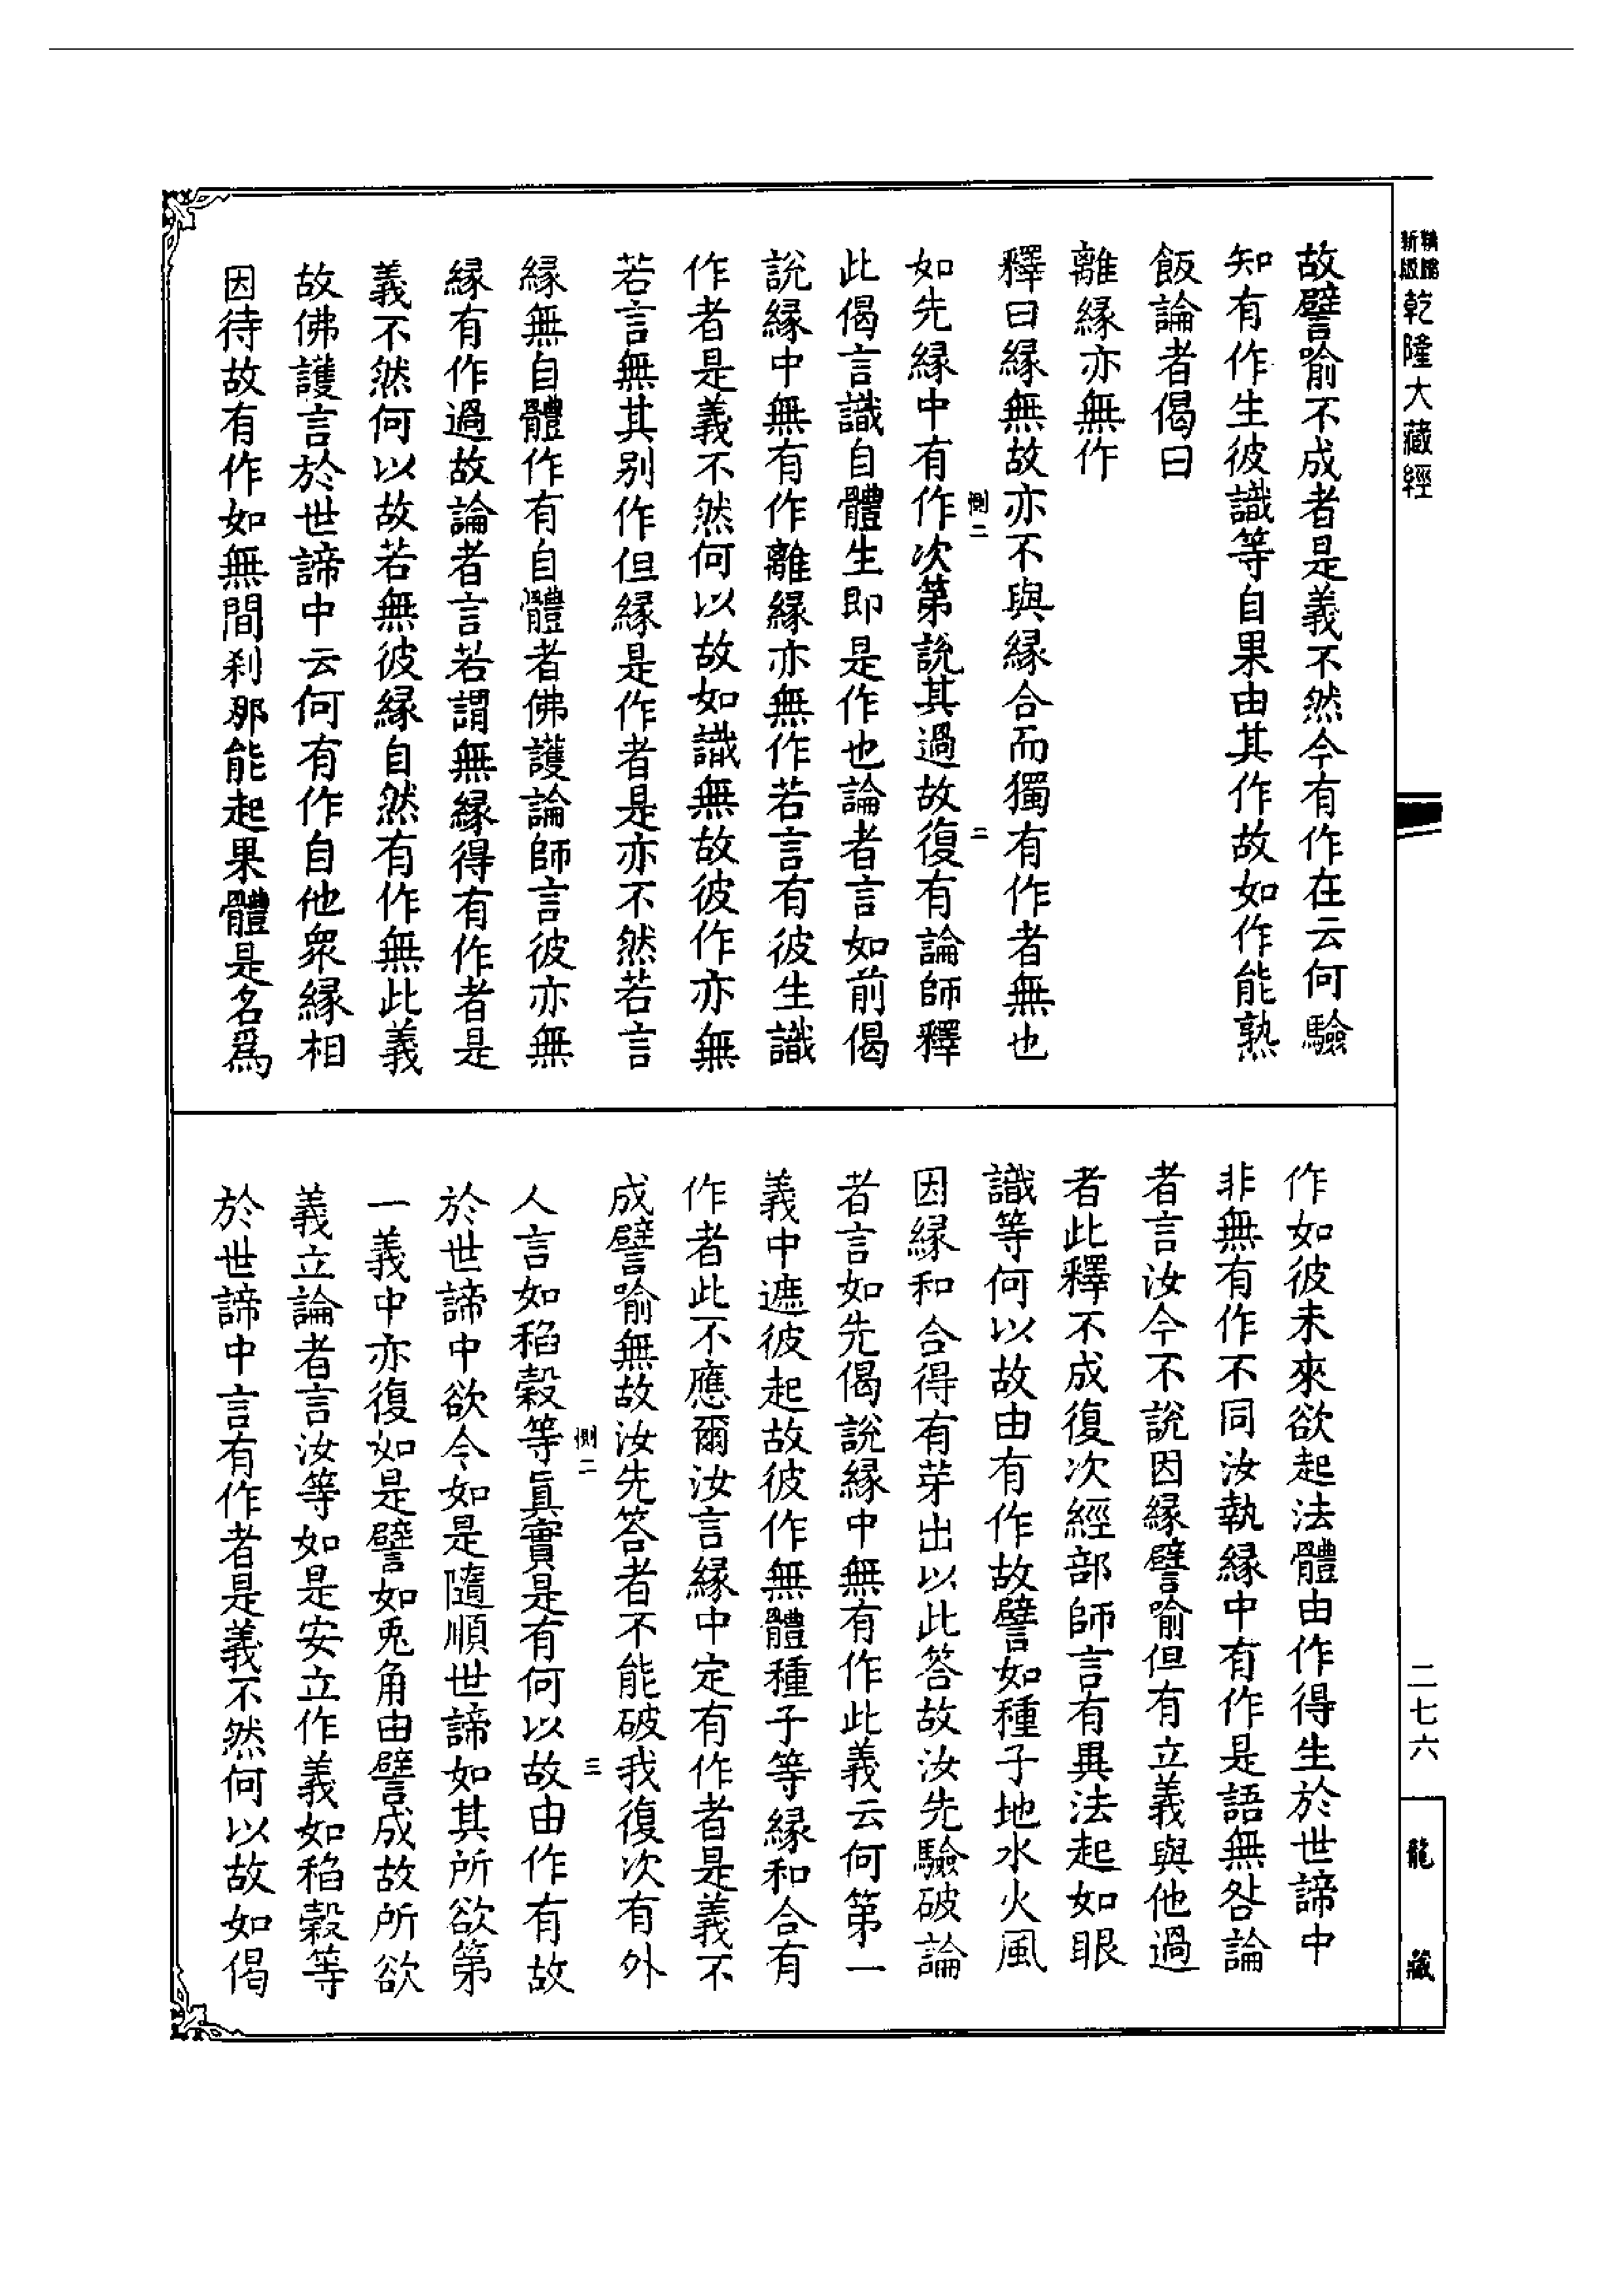 新版精縮乾隆大藏經
故譬喻不成者是義不然今有作在云何驗
知有作生彼識等自果由其作故如作能熟
飯論者偈曰
離緣亦無作
釋曰緣無故亦不與緣合而獨有作者無也
如先緣中有作次第說其過故復有論師釋
此偈言識自體生即是作也論者言如前偈
說緣中無有作離緣亦無作若言有彼生識
作者是義不然何以故如識無故彼作亦無
若言無其別作但緣是作者是亦不然若言
緣無自體作有自體者佛護論師言彼亦無
緣有作過故論者言若謂無緣得有作者是
義不然何以故若無彼緣自然有作無此義
故佛護言於世諦中云何有作自他衆緣相
因待故有作如無間刹那能起果體是名爲
側二
二
作如彼未來欲起法體由作得生於世諦中
非無有作不同汝執緣中有作是語無咎論
者言汝今不說因緣譬喻但有立義與他過
者此釋不成復次經部師言有異法起如眼
識等何以故由有作故譬如種子地水火風
因緣和合得有芽出以此答故汝先驗破論
者言如先偈說緣中無有作此義云何第一
義中遮彼起故彼作無體種子等緣和合有
作者此不應爾汝言緣中定有作者是義不
成譬喻無故汝先答者不能破我復次有外
人言如稻穀等眞實是有何以故由作有故
於世諦中欲令如是隨順世諦如其所欲第
一義中亦復如是譬如兎角由譬成故所欲
義立論者言汝等如是安立作義如稻穀等
於世諦中言有作者是義不然何以故如偈
側二
三
二七六
龍藏